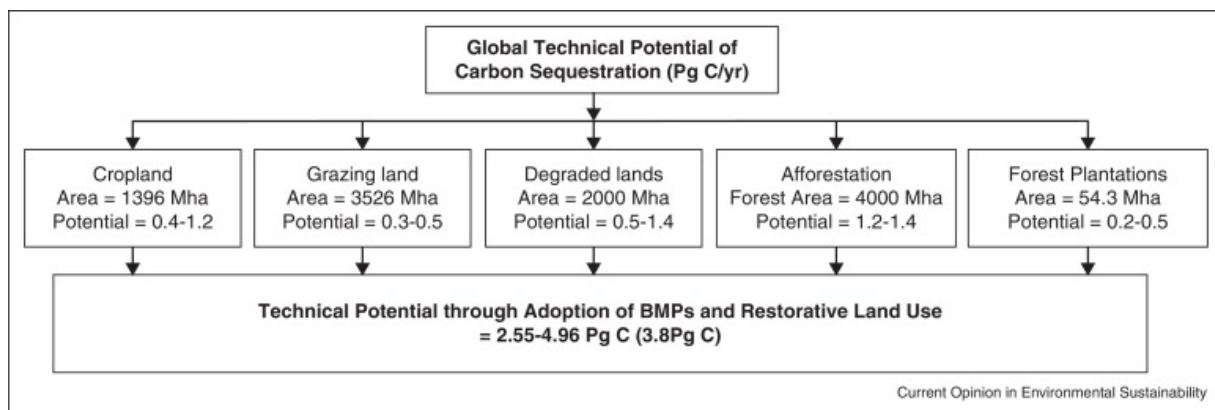 Global Technical Potential of
Carbon Sequestration (Pg C/yr)
Cropland
Area = 1396 Mha
Potential = 0.4-1.2
Grazing land
Area = 3526 Mha
Potential = 0.3-0.5
Degraded lands
Area = 2000 Mha
Potential = 0.5-1.4
Afforestation
Forest Area = 4000 Mha
Potential = 1.2-1.4
Forest Plantations
Area = 54.3 Mha
Potential = 0.2-0.5
Technical Potential through Adoption of BMPs and Restorative Land Use
= 2.55-4.96 Pg C (3.8Pg C)
Current Opinion in Environmental Sustainability